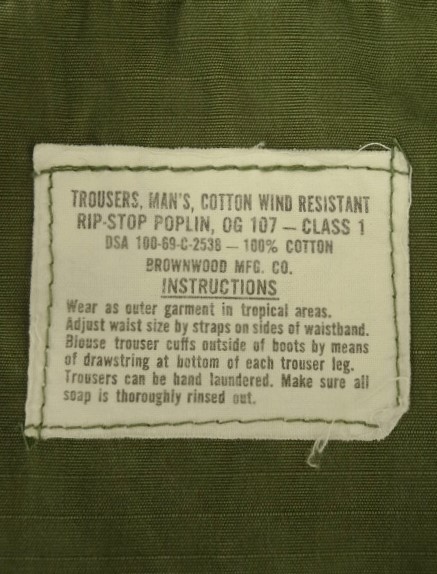 TROUSERS, MAN'S, COTTON WIND RESISTANT
RIP-STOP POPLIN, OG 107 — CLASS 1
DSA 100-69-C-2538 — 100% COTTON
BROWNWOOD MFG. CO.
INSTRUCTIONS
Wear as outer garment in tropical areas.
Adjust waist size by straps on sides of waistband.
Blouse trouser cuffs outside of boots by means
of drawstring at bottom of each trouser leg.
Trousers can be hand laundered. Make sure all
soap is thoroughly rinsed out.